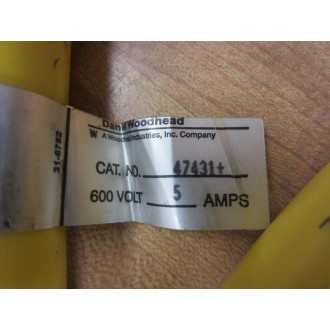 Daniel Woodhead
W A Woodhead Industries, Inc. Company
CAT. NO. 47431+
600 VOLT 5 AMPS
31-6752